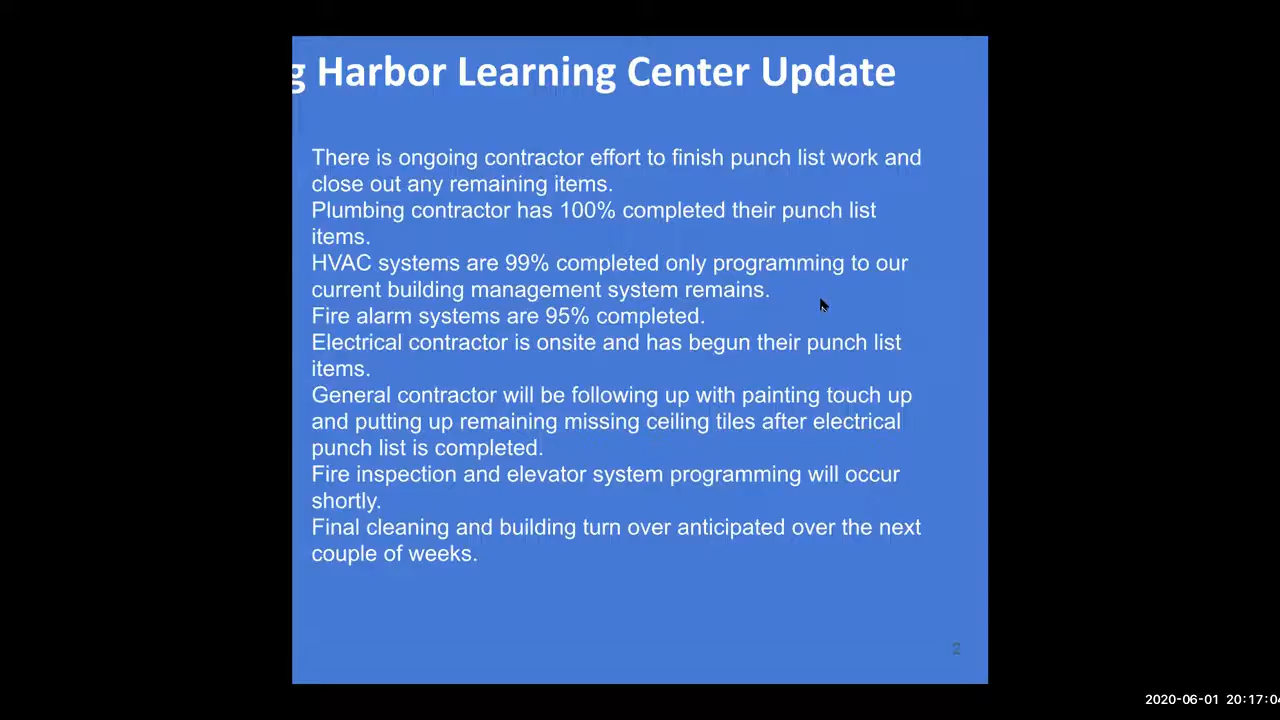 g Harbor Learning Center Update
There is ongoing contractor effort to finish punch list work and
close out any remaining items.
Plumbing contractor has 100% completed their punch list
items.
HVAC systems are 99% completed only programming to our
current building management system remains.
Fire alarm systems are 95% completed.
Electrical contractor is onsite and has begun their punch list
items.
General contractor will be following up with painting touch up
and putting up remaining missing ceiling tiles after electrical
punch list is completed.
Fire inspection and elevator system programming will occur
shortly.
Final cleaning and building turn over anticipated over the next
couple of weeks.
2
2020-06-01 20:17:04